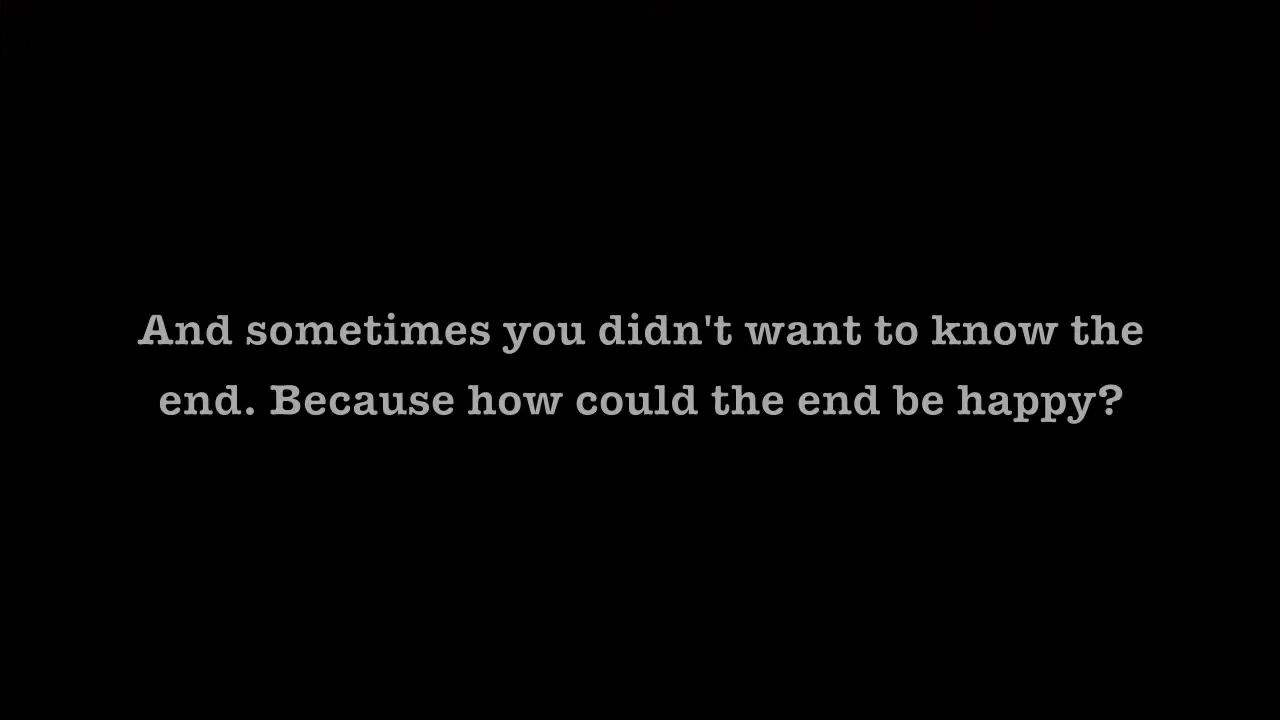 And sometimes you didn't want to know the
end. Because how could the end be happy?